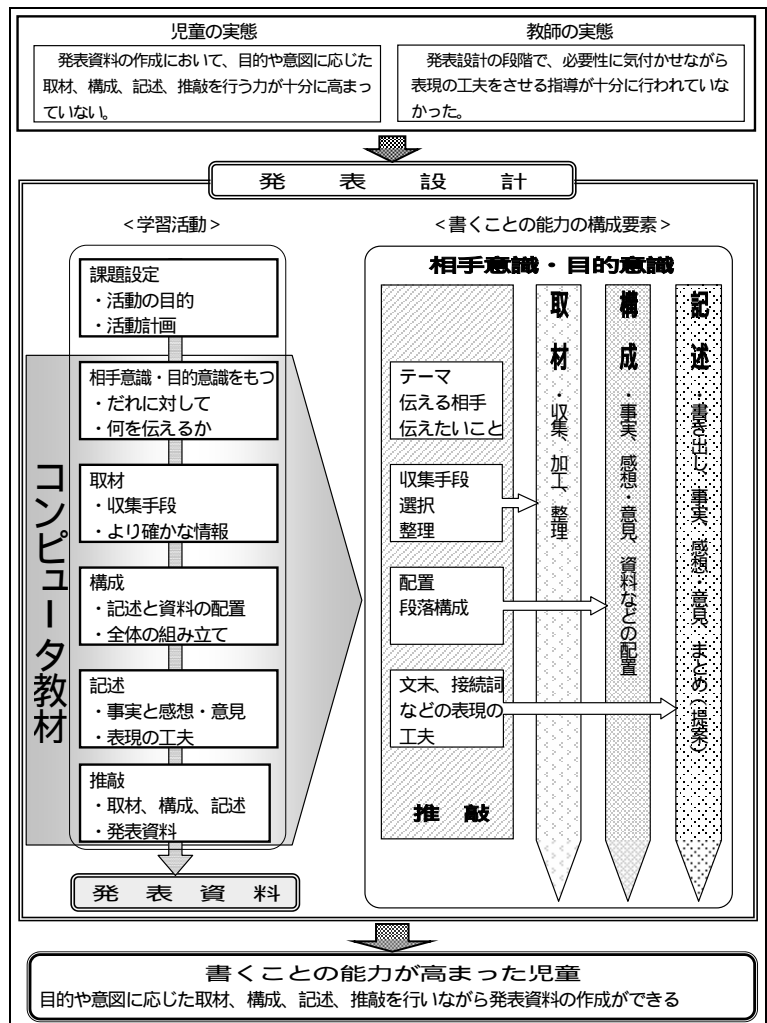 児童の実態
発表資料の作成において、目的や意図に応じた
取材、構成、記述、推敲を行う力が十分に高まっ
ていない。
教師の実態
発表設計の段階で、必要性に気付かせながら
表現の工夫をさせる指導が十分に行われていな
かった。
発表設計
<学習活動>
課題設定
・活動の目的
・活動計画
相手意識・目的意識をもつ
・だれに対して
・何を伝えるか
取材
・収集手段
・より確かな情報
構成
・記述と資料の配置
・全体の組み立て
記述
・事実と感想・意見
・表現の工夫
推敲
・取材、構成、記述
・発表資料
コンピュータ教材
発表資料
<書くことの能力の構成要素>
相手意識・目的意識
テーマ
伝える相手
伝えたいこと
収集手段
選択
整理
配置
段落構成
文末、接続詞
などの表現の
工夫
推敲
取材・収集、加工、整理
構成・事実、感想・意見、資料などの配置
記述・書き出し、事実、感想・意見、まとめ（提案）
書くことの能力が高まった児童
目的や意図に応じた取材、構成、記述、推敲を行いながら発表資料の作成ができる